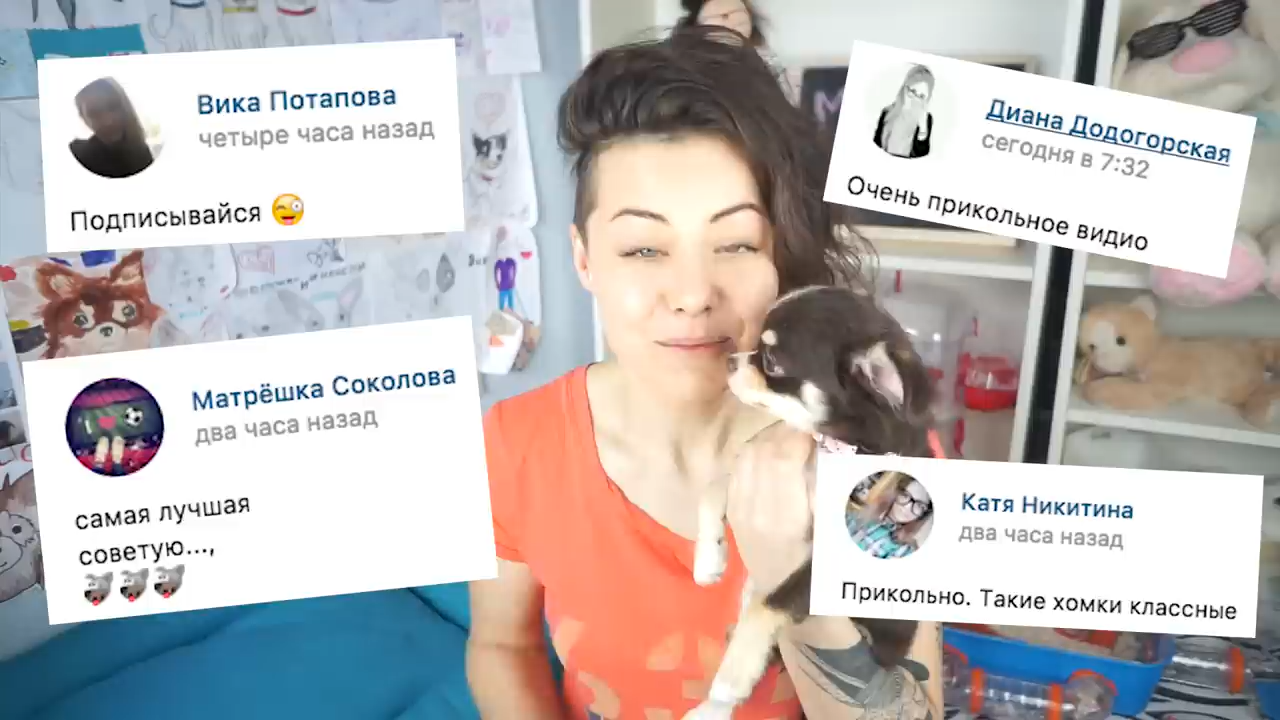 Вика Потапова
четыре часа назад
Подписывайся
Диана Додогорская
сегодня в 7:32
Очень прикольное видио
Матрёшка Соколова
два часа назад
самая лучшая
советую...,
Катя Никитина
два часа назад
Прикольно. Такие хомки классные